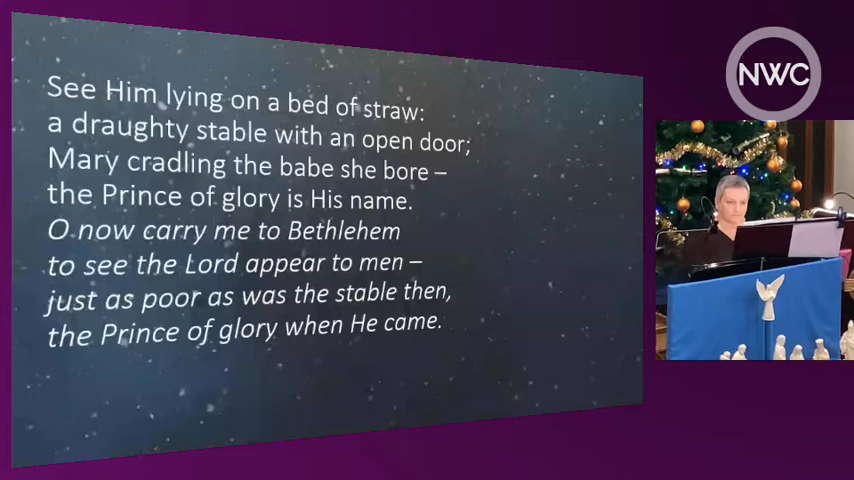 See Him lying on a bed of straw:
a draughty stable with an open door;
Mary cradling the babe she bore –
the Prince of glory is His name.
O now carry me to Bethlehem
to see the Lord appear to men –
just as poor as was the stable then,
the Prince of glory when He came.
NWC